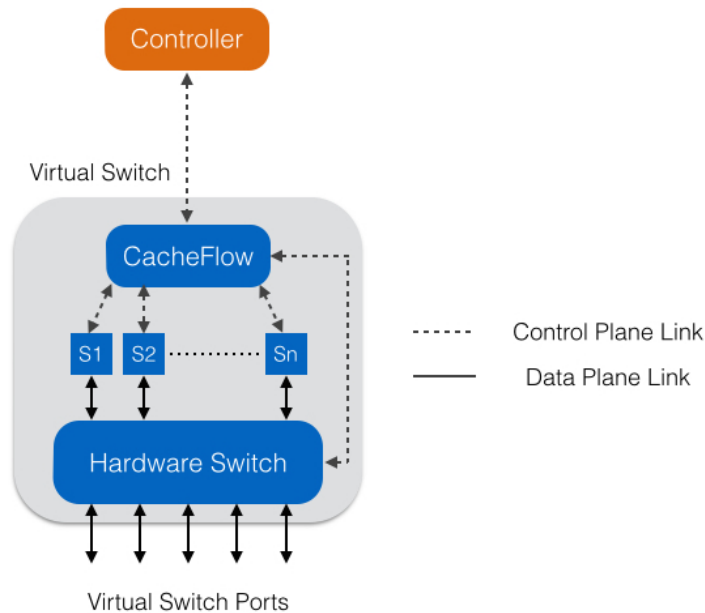 Controller
Virtual Switch
CacheFlow
S1 S2 Sn
Control Plane Link
Data Plane Link
Hardware Switch
Virtual Switch Ports